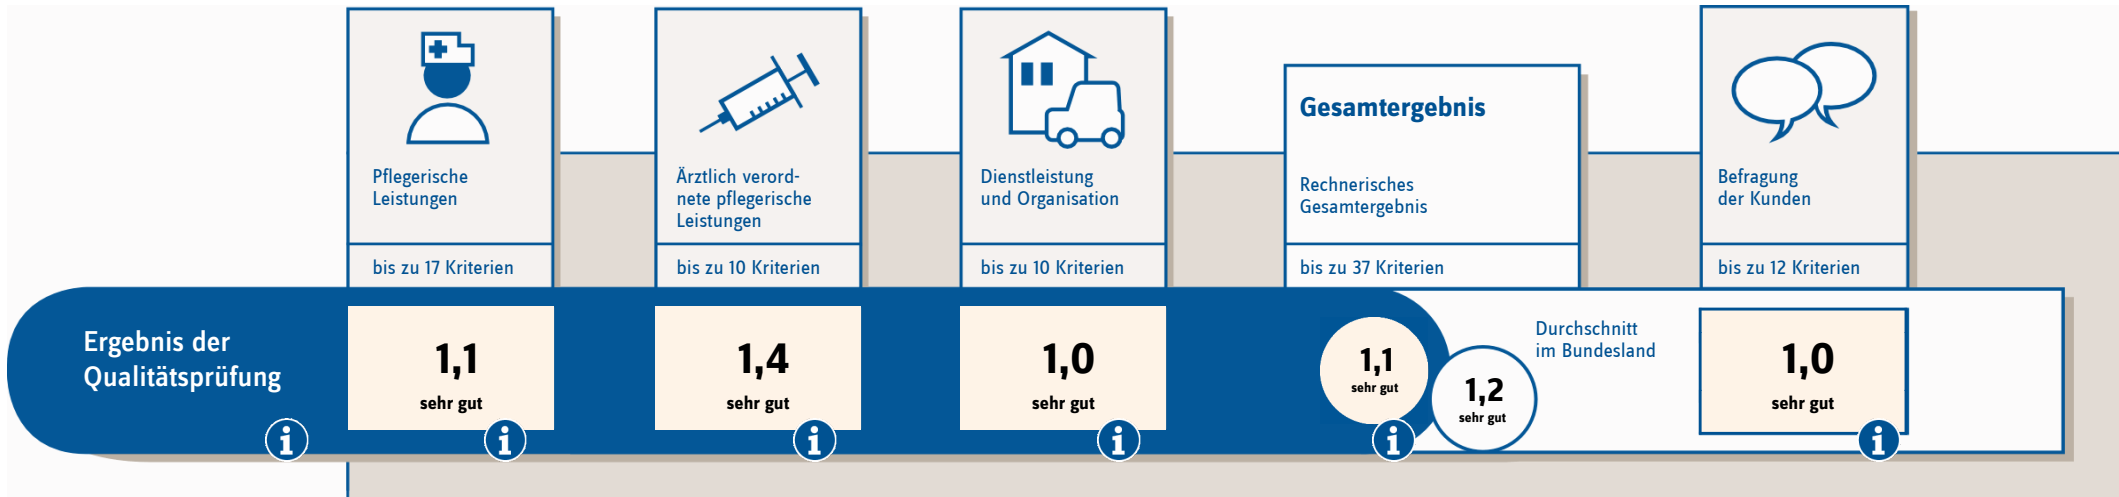 Pflegerische
Leistungen
bis zu 17 Kriterien
Ärztlich verord-
nete pflegerische
Leistungen
bis zu 10 Kriterien
Dienstleistung
und Organisation
bis zu 10 Kriterien
Gesamtergebnis
Rechnerisches
Gesamtergebnis
bis zu 37 Kriterien
Befragung
der Kunden
bis zu 12 Kriterien
Ergebnis der
Qualitätsprüfung
i
1,1
sehr gut
i
1,4
sehr gut
i
1,0
sehr gut
i
1,1
sehr gut
i
1,2
sehr gut
Durchschnitt
im Bundesland
1,0
sehr gut
i